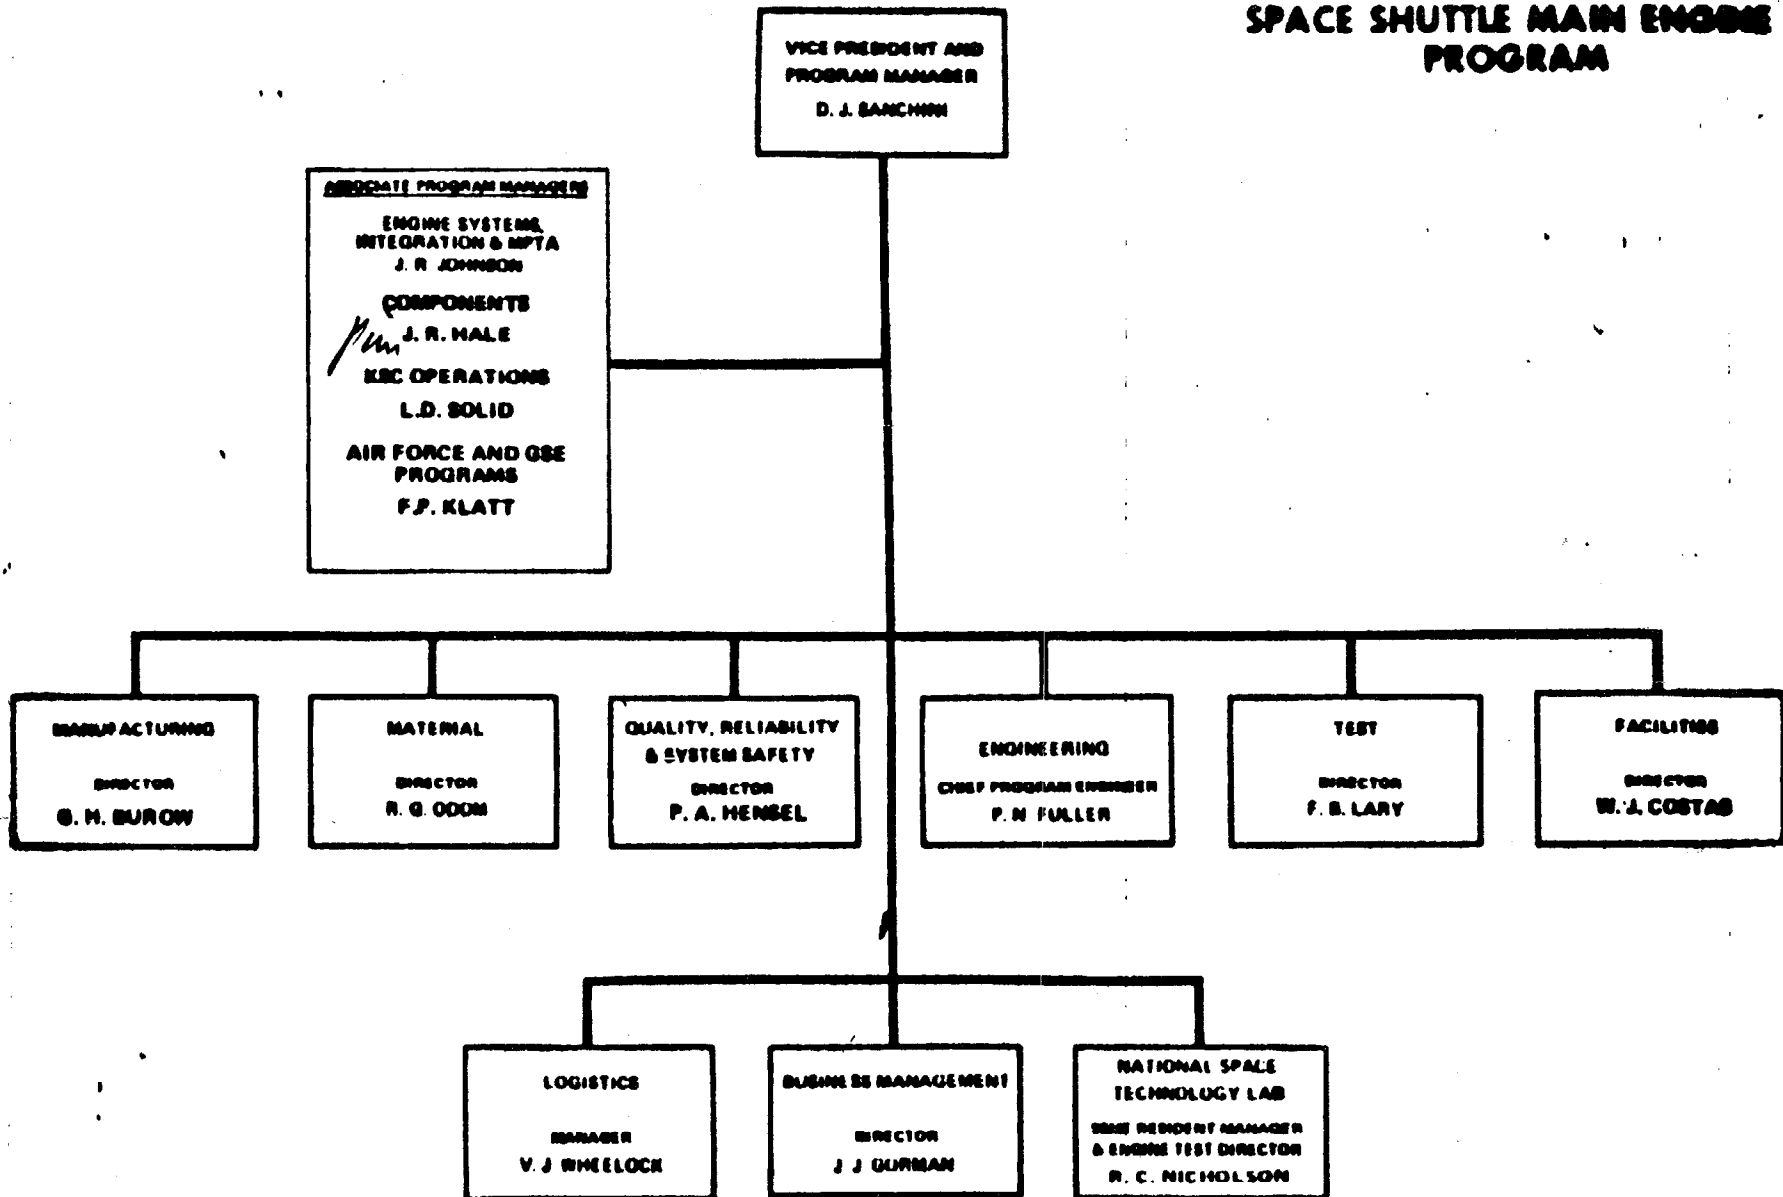 SPACE SHUTTLE MAIN ENGINE
PROGRAM
VICE PRESIDENT AND
PROGRAM MANAGER
D. J. SANCHINI
ASSOCIATE PROGRAM MANAGERS
ENGINE SYSTEMS,
INTEGRATION & MPTA
J. R. JOHNSON
COMPONENTS
J. R. HALE
KSC OPERATIONS
L.D. SOLID
AIR FORCE AND GSE
PROGRAMS
F.P. KLATT
MANUFACTURING
DIRECTOR
G. H. BUROW
MATERIAL
DIRECTOR
R. G. ODOM
QUALITY, RELIABILITY
& SYSTEM SAFETY
DIRECTOR
P. A. HENSEL
ENGINEERING
CHIEF PROGRAM ENGINEER
P. N FULLER
TEST
DIRECTOR
F. B. LARY
FACILITIES
DIRECTOR
W. J. COSTAS
LOGISTICS
MANAGER
V. J WHEELOCK
BUSINESS MANAGEMENT
DIRECTOR
J J GORMAN
NATIONAL SPACE
TECHNOLOGY LAB
SSME RESIDENT MANAGER
& ENGINE TEST DIRECTOR
R. C. NICHOLSON